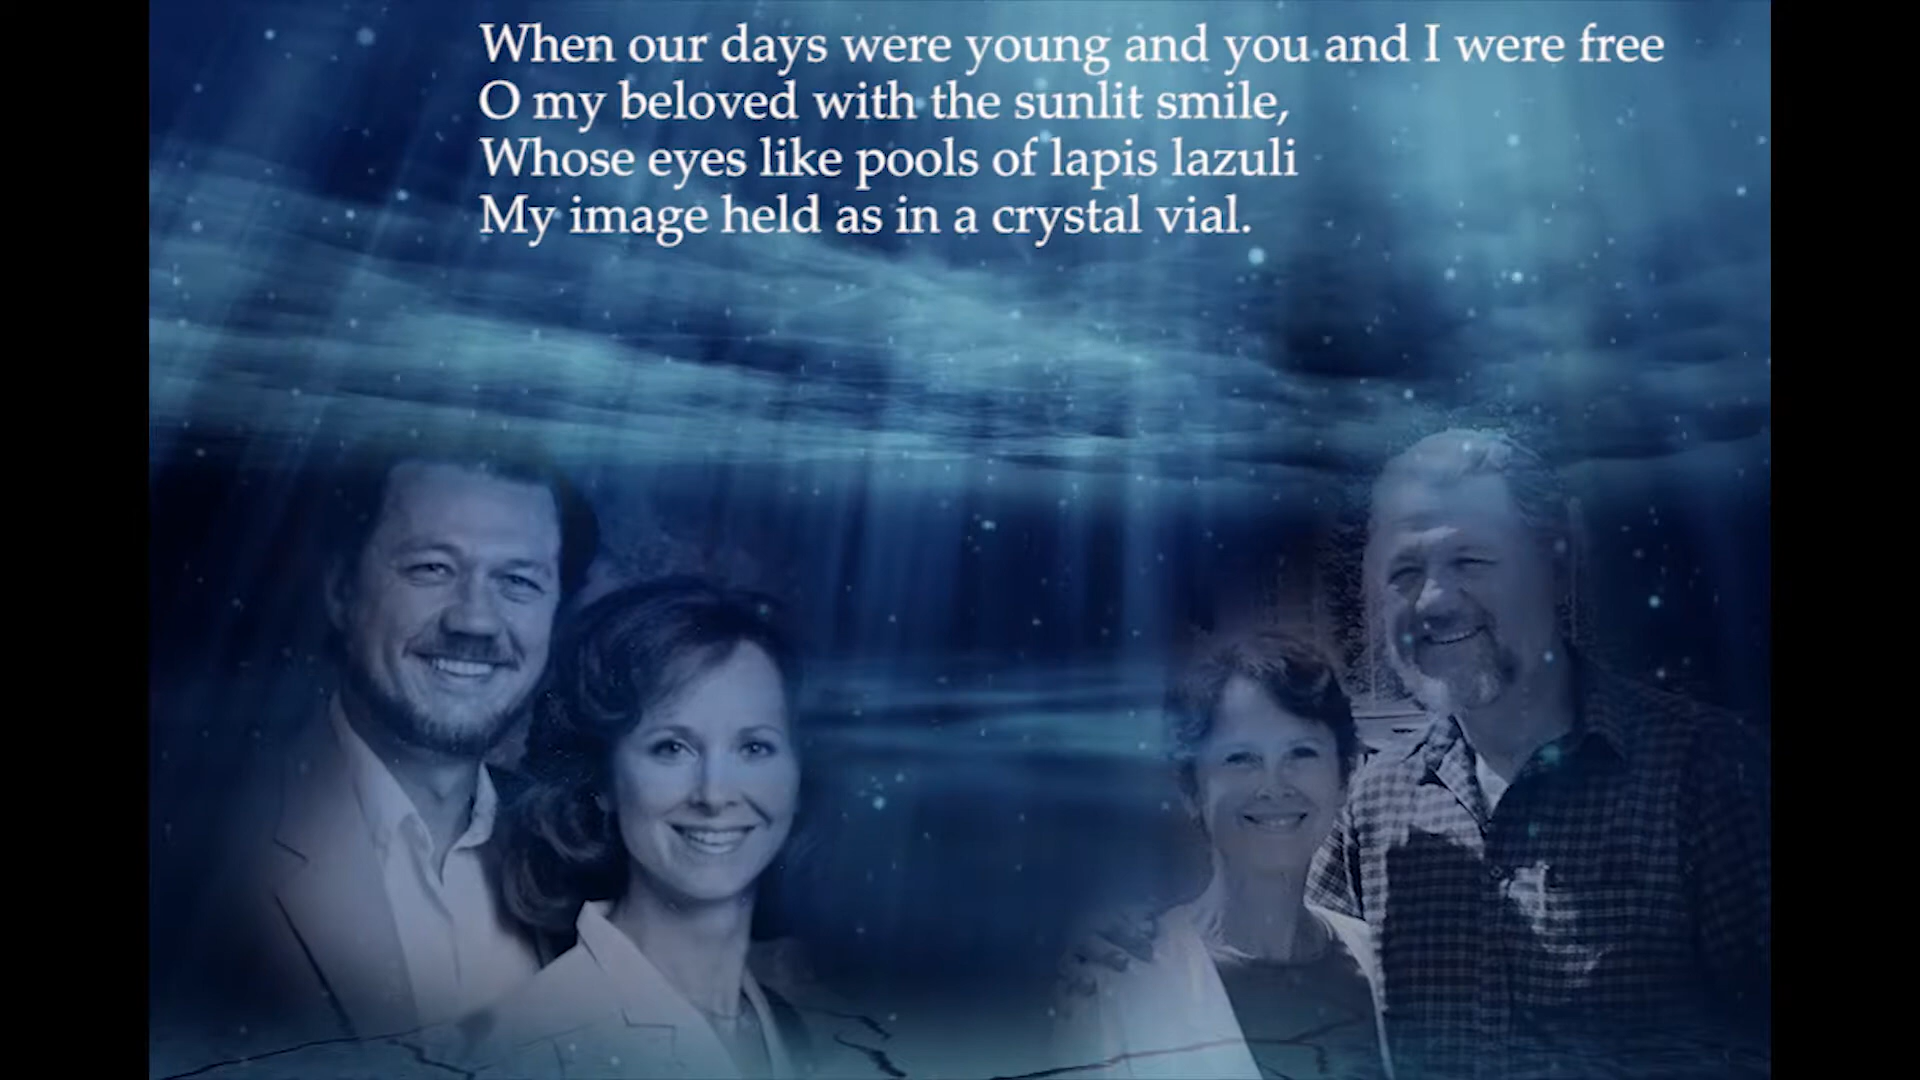 When our days were young and you and I were free
O my beloved with the sunlit smile,
Whose eyes like pools of lapis lazuli
My image held as in a crystal vial.